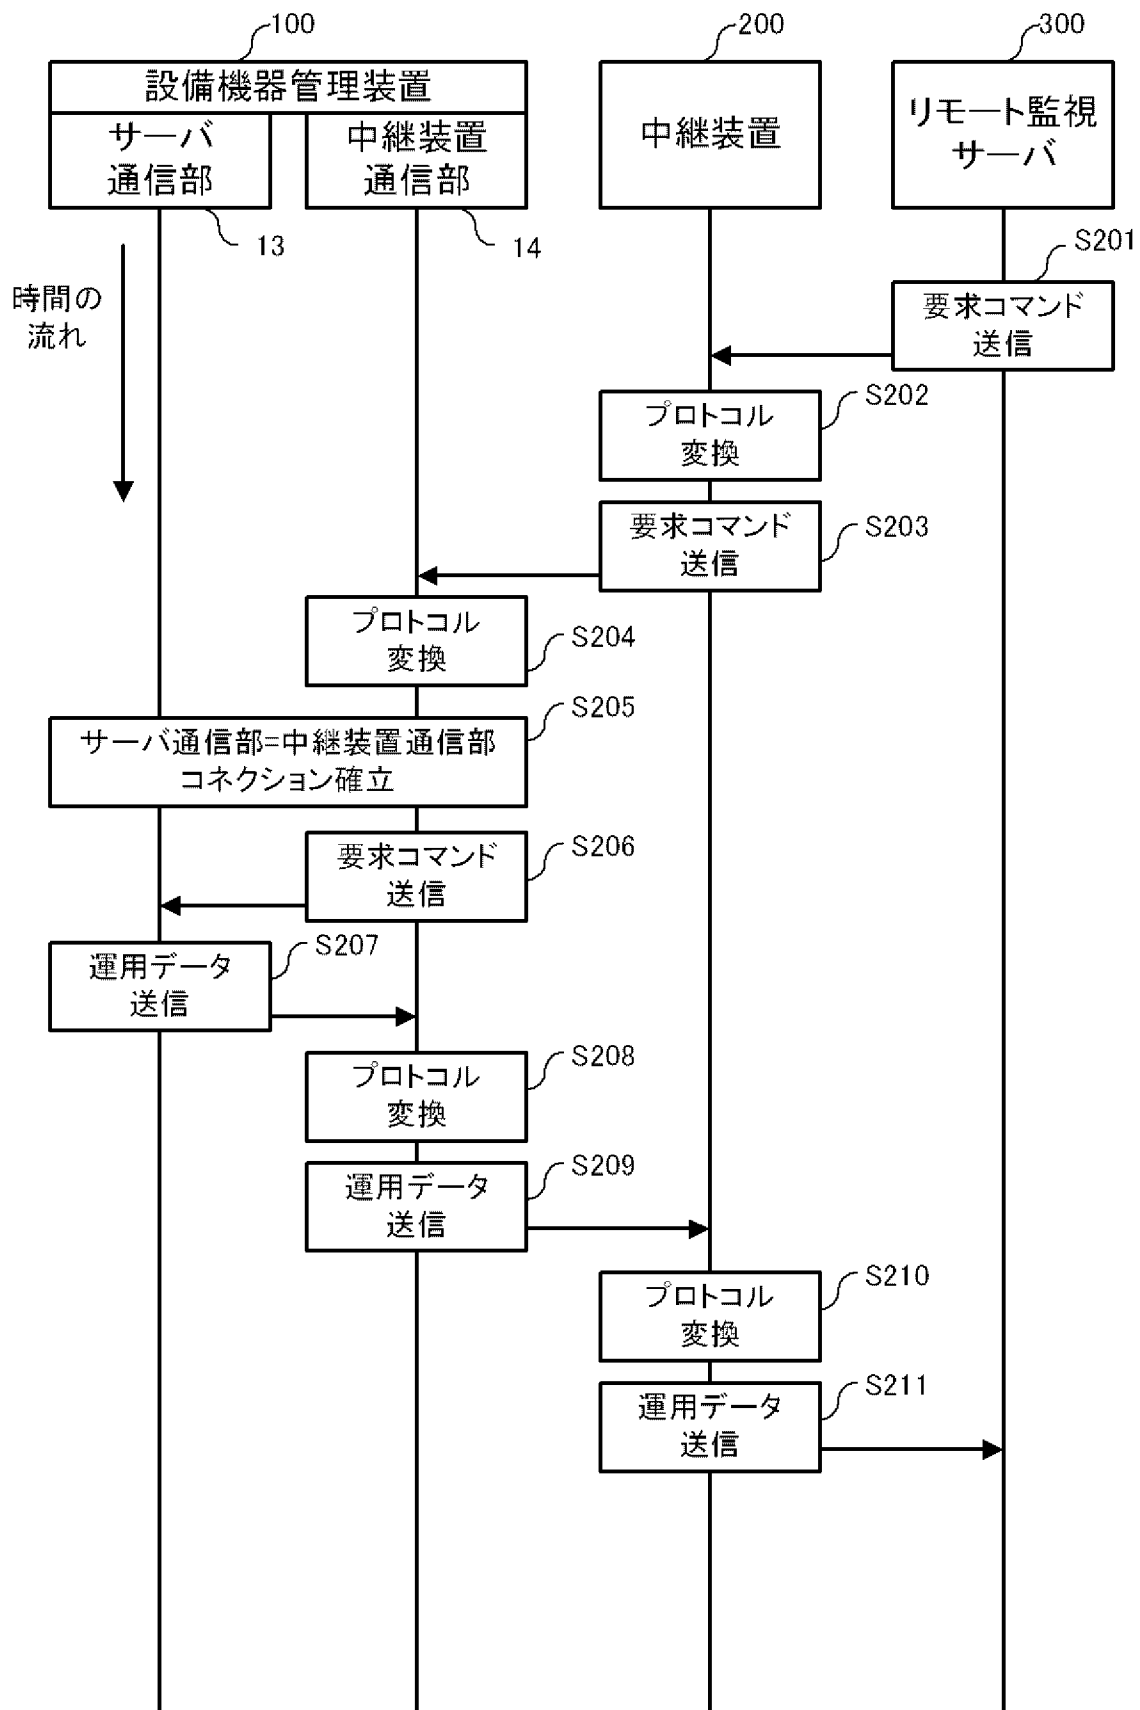 100
200
300
設備機器管理装置
サーバ
通信部
中継装置
通信部
中継装置
リモート監視
サーバ
13
14
時間の
流れ
S201
要求コマンド
送信
S202
プロトコル
変換
S203
要求コマンド
送信
S204
プロトコル
変換
S205
サーバ通信部=中継装置通信部
コネクション確立
S206
要求コマンド
送信
S207
運用データ
送信
S208
プロトコル
変換
S209
運用データ
送信
S210
プロトコル
変換
S211
運用データ
送信